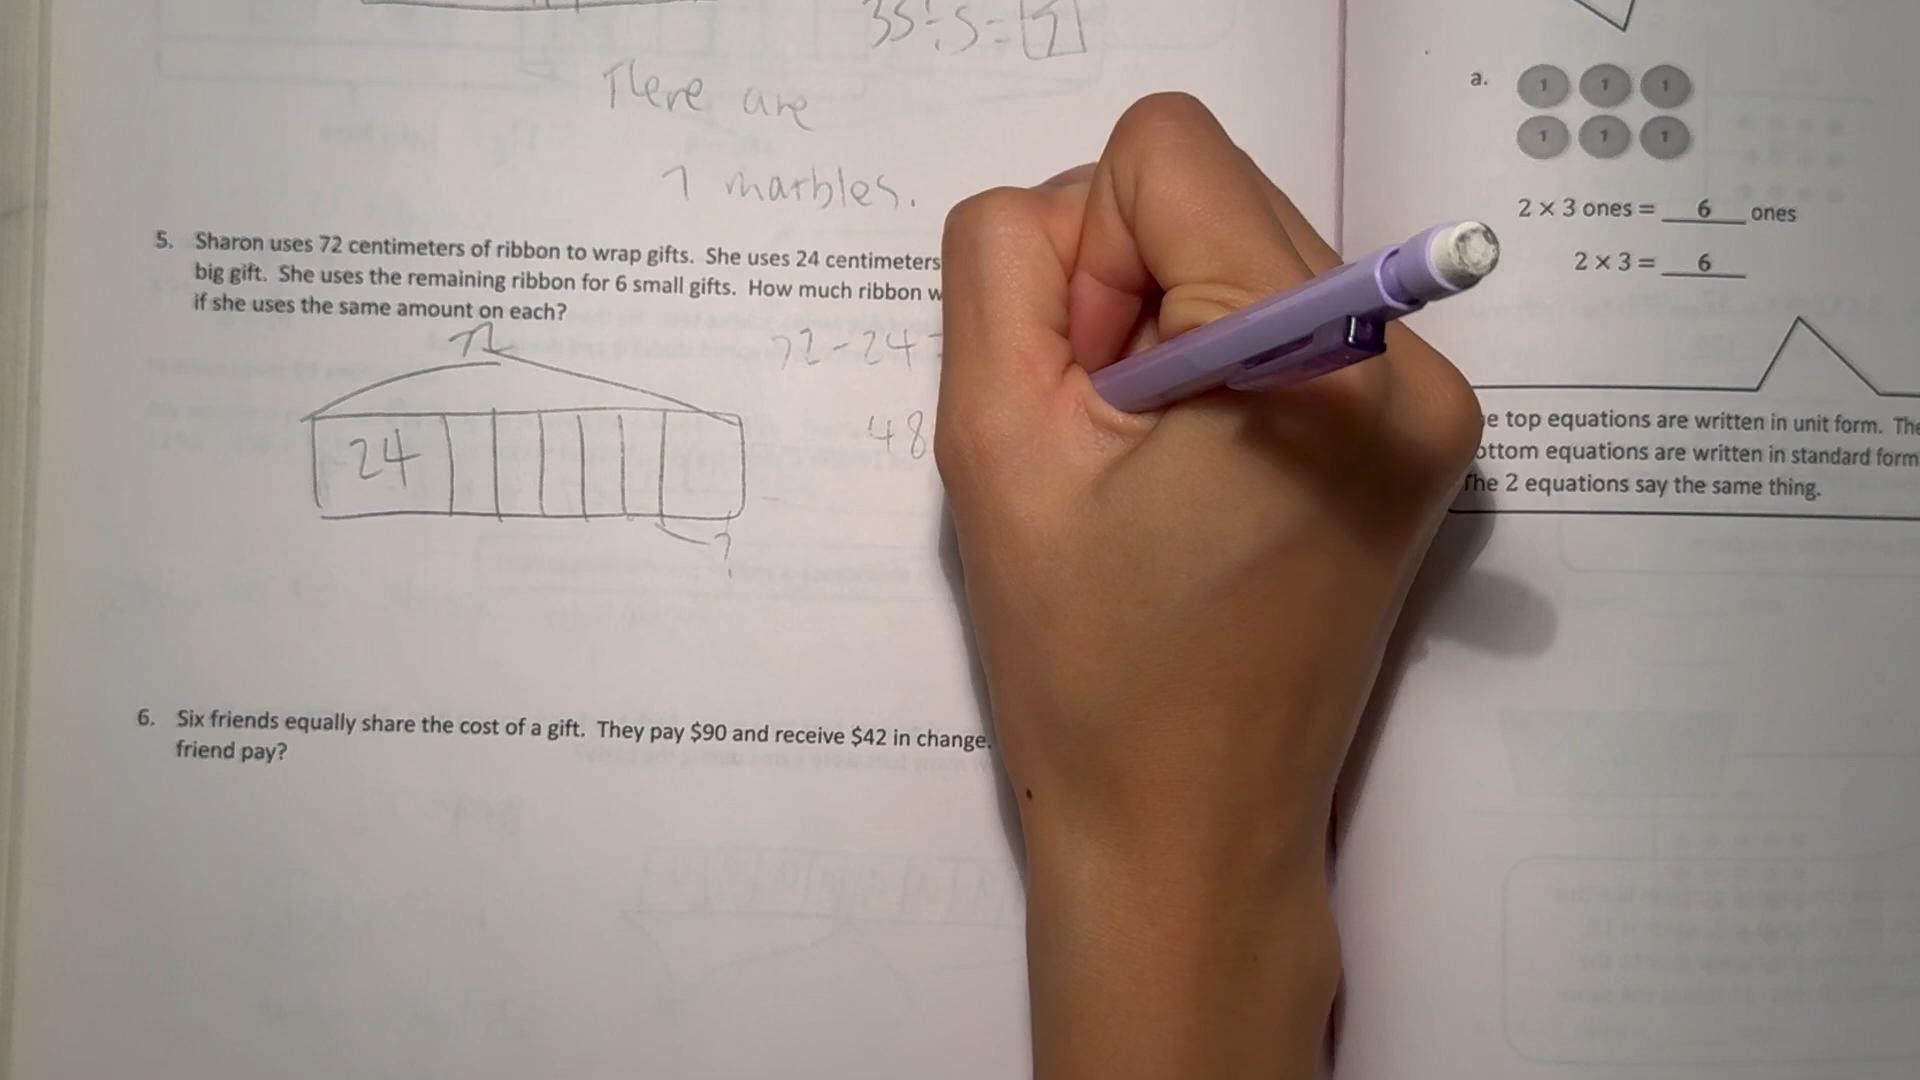 35÷5=7
There are
7 marbles.
5. Sharon uses 72 centimeters of ribbon to wrap gifts. She uses 24 centimeters
big gift. She uses the remaining ribbon for 6 small gifts. How much ribbon w
if she uses the same amount on each?
72
72-24
24
48
?
6. Six friends equally share the cost of a gift. They pay $90 and receive $42 in change.
friend pay?
a.
1 1 1
1 1 1
2 × 3 ones = 6 ones
2 × 3 = 6
e top equations are written in unit form. The
ottom equations are written in standard form
The 2 equations say the same thing.